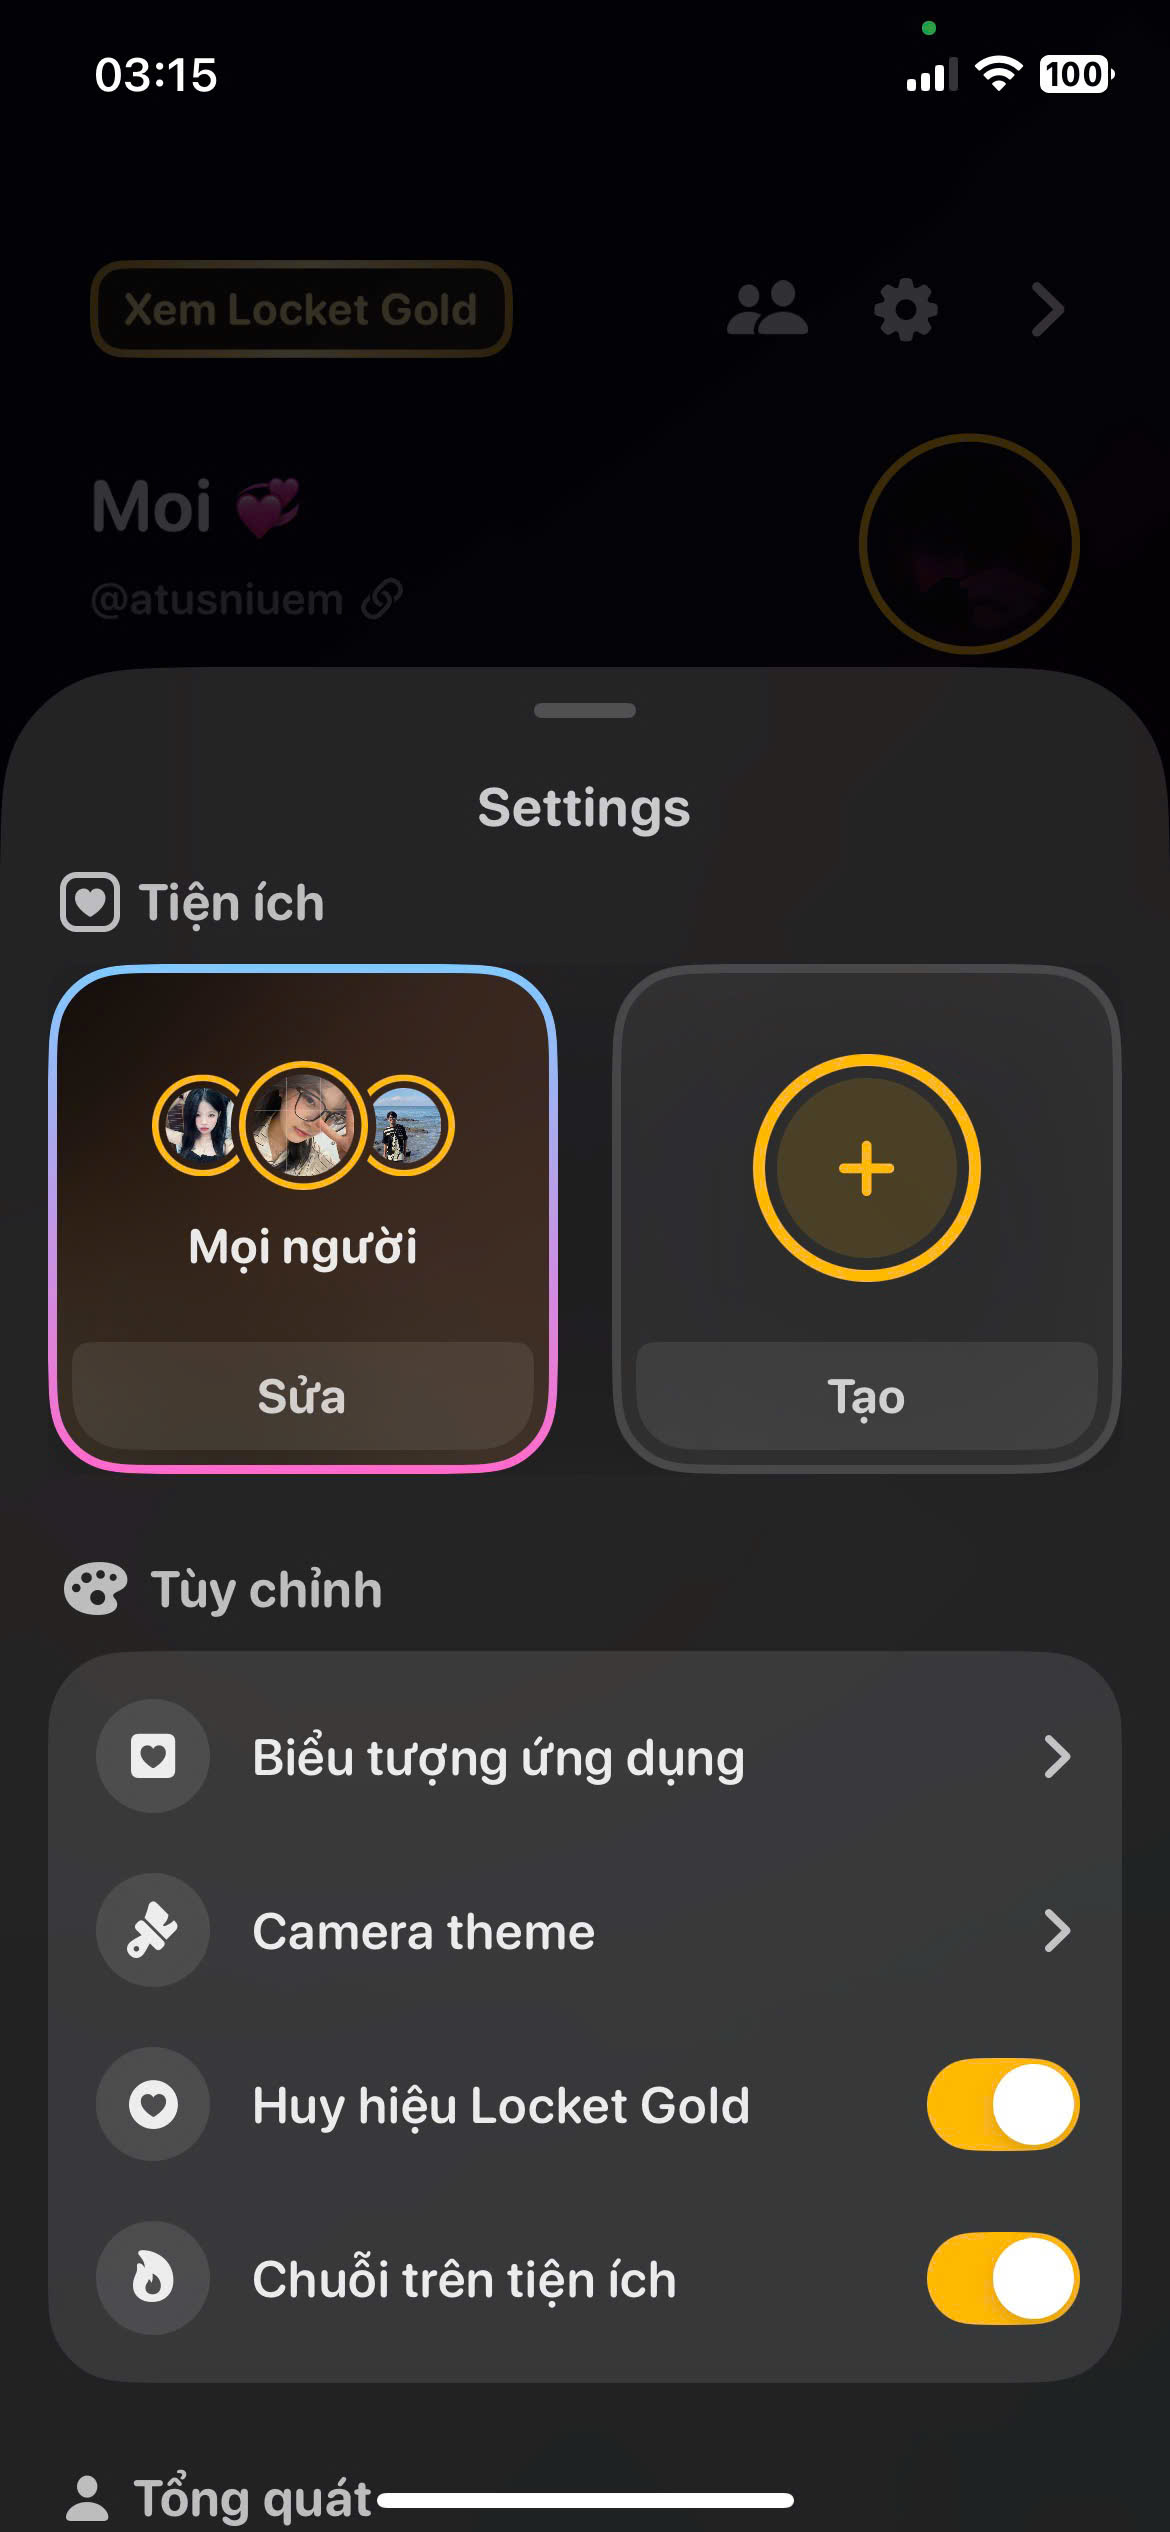 03:15
100
Xem Locket Gold
Moi 💞
@atusniuem
Settings
Tiện ích
Mọi người
Sửa
Tạo
Tùy chỉnh
Biểu tượng ứng dụng
Camera theme
Huy hiệu Locket Gold
Chuỗi trên tiện ích
Tổng quát